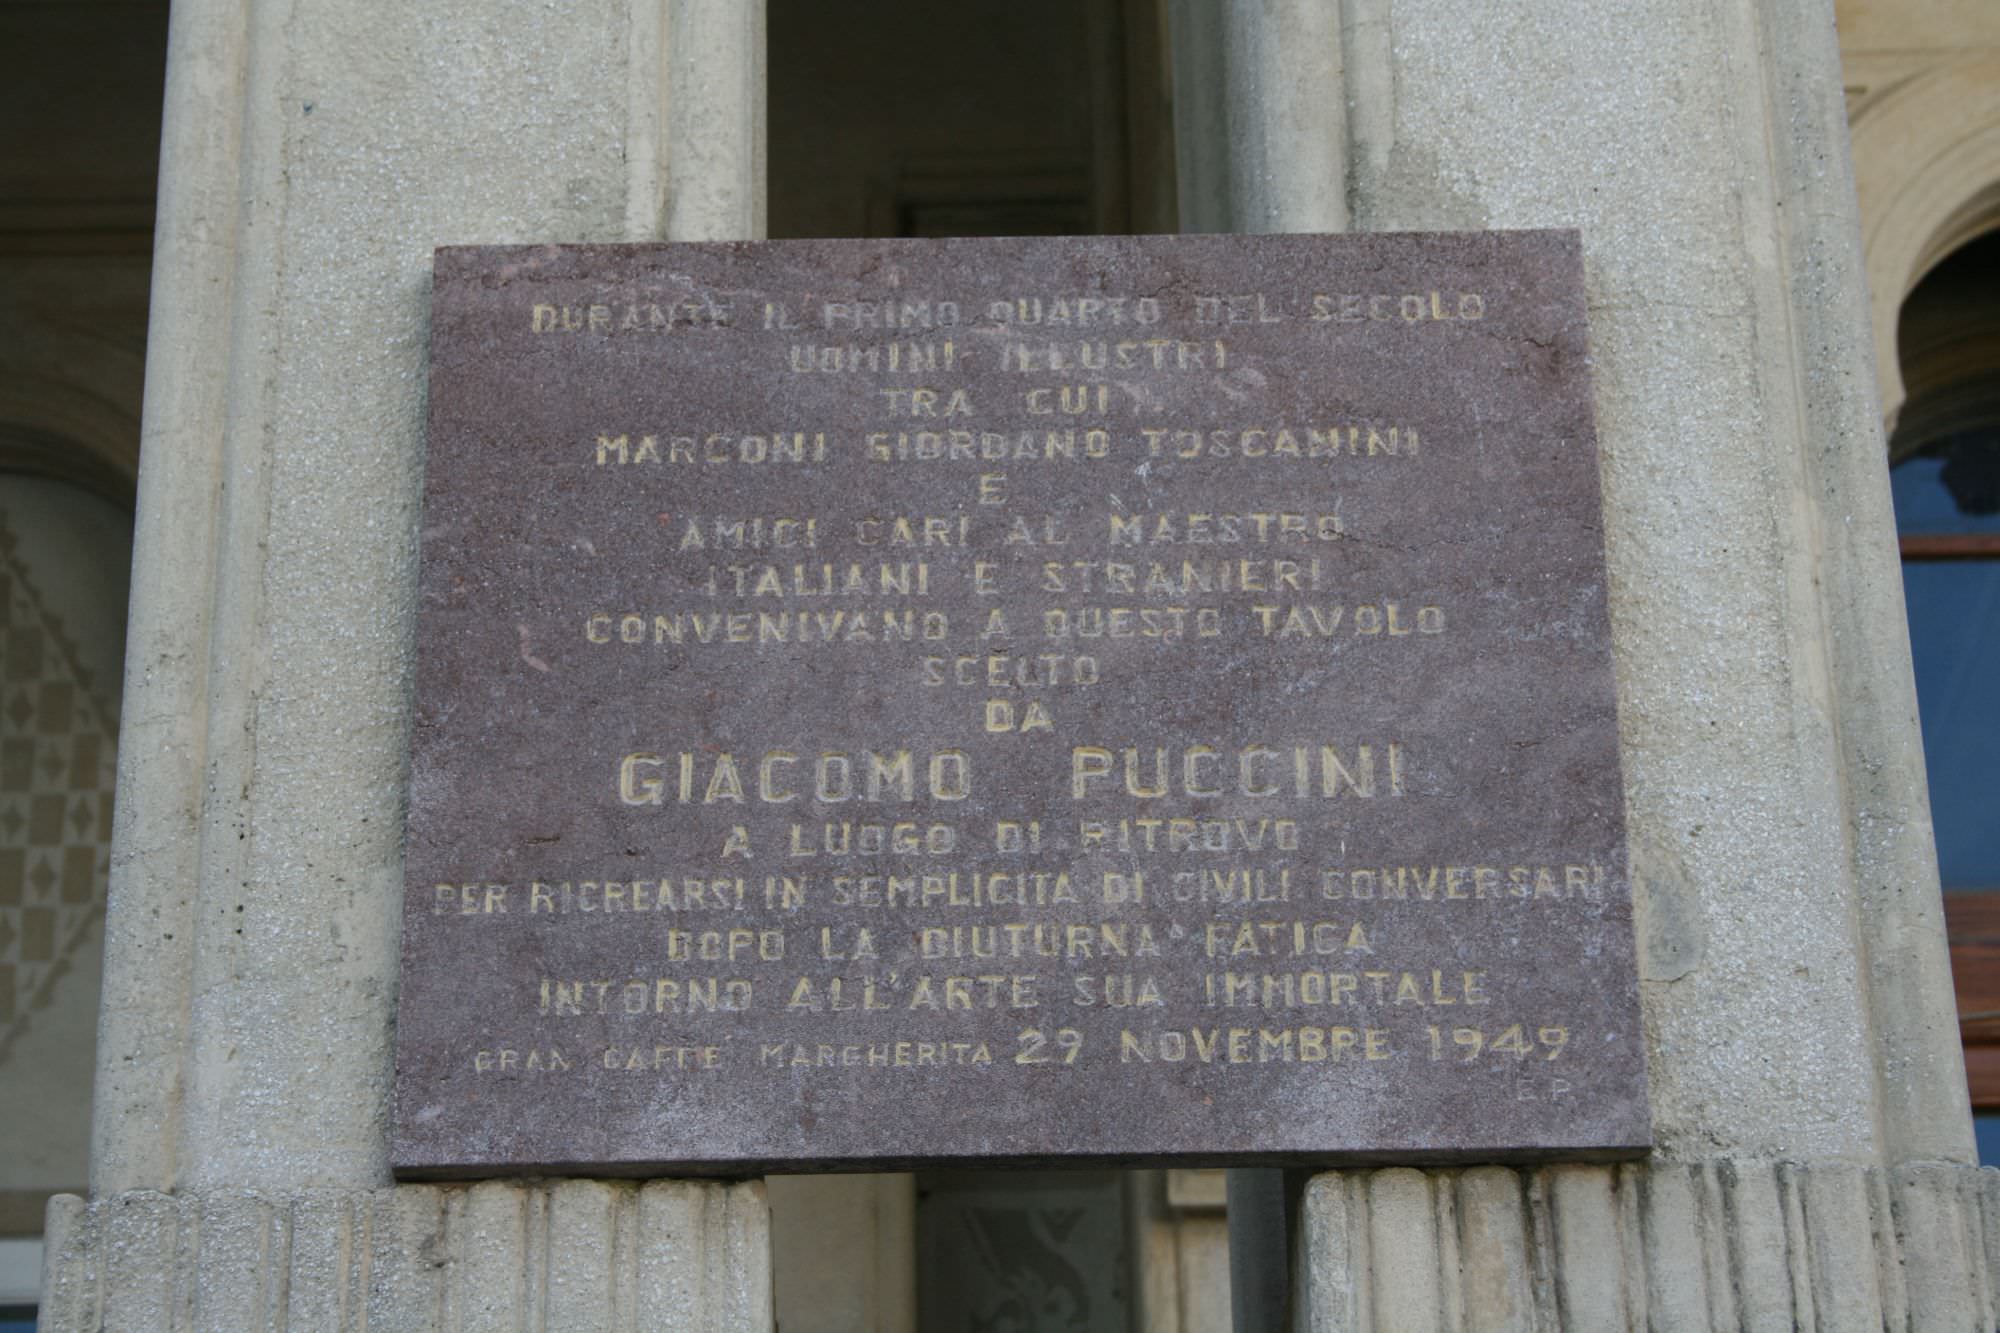 DURANTE IL PRIMO QUARTO DEL SECOLO
UOMINI ILLUSTRI
TRA CUI
MARCONI GIORDANO TOSCANINI
E
AMICI CARI AL MAESTRO
ITALIANI E STRANIERI
CONVENIVANO A QUESTO TAVOLO
SCELTO
DA
GIACOMO PUCCINI
A LUOGO DI RITROVO
PER RICREARSI IN SEMPLICITA DI CIVILI CONVERSARI
DOPO LA DIUTURNA FATICA
INTORNO ALL'ARTE SUA IMMORTALE
GRAN CAFFE' MARGHERITA 29 NOVEMBRE 1949
E.P.